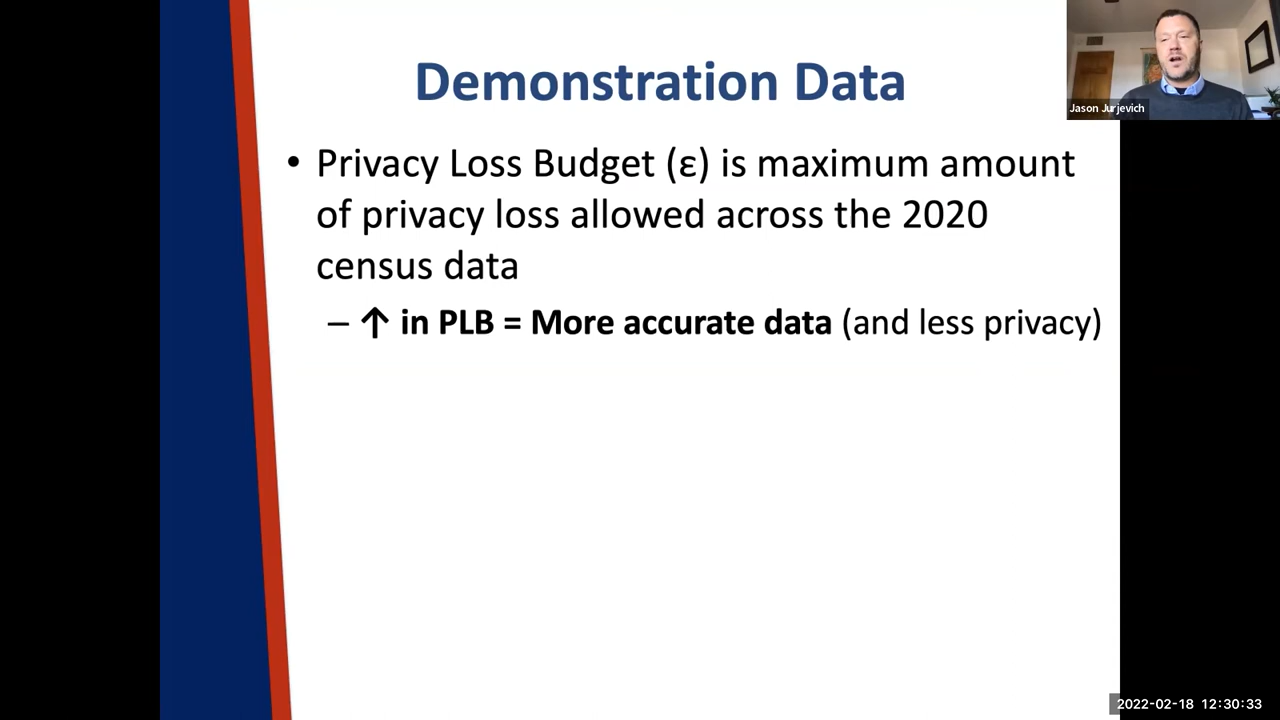 Demonstration Data
• Privacy Loss Budget (ε) is maximum amount
of privacy loss allowed across the 2020
census data
– ↑ in PLB = More accurate data (and less privacy)
Jason Jurjevich
2022-02-18 12:30:33